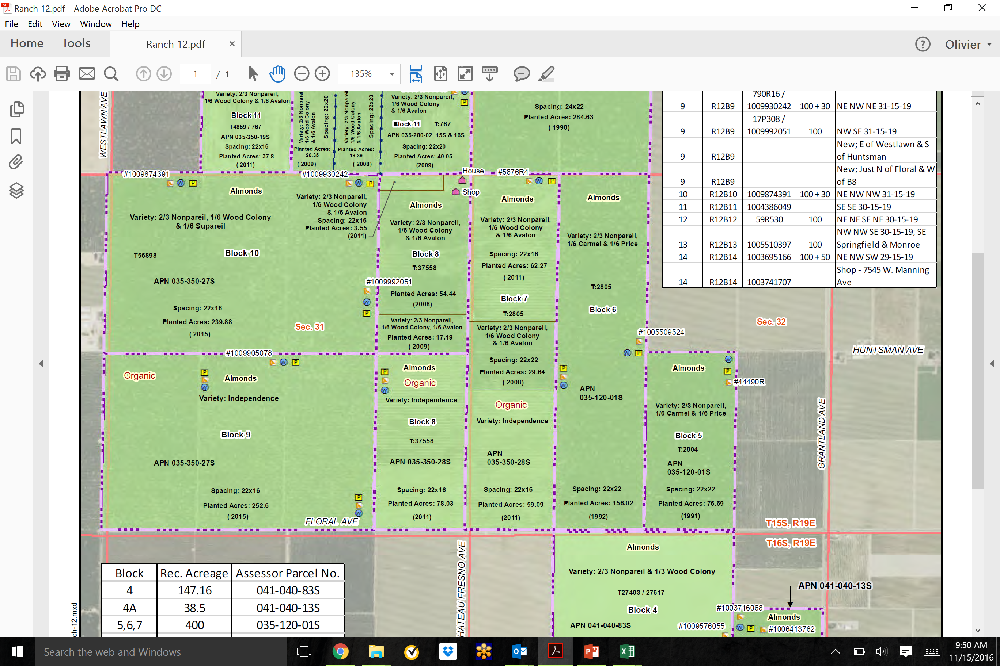 Ranch 12.pdf - Adobe Acrobat Pro DC
File Edit View Window Help
Home Tools Ranch 12.pdf Olivier
1 / 1 135%
WESTLAWN AVE
Variety: 2/3 Nonpareil,
1/6 Wood Colony & 1/6 Avalon
Block 11
T4859 / 767
APN 035-350-19S
Spacing: 22x16
Planted Acres: 37.8
( 2011)
Variety: 2/3 Nonpareil
1/6 Wood Colony
& 1/6 Avalon
Spacing: 22x20
Planted Acres:
20.35
( 2009)
Variety: 2/3 Nonpareil
1/6 Wood Colony
& 1/6 Avalon
Spacing: 22x20
Planted Acres:
19.39
( 2008)
Variety: 2/3 Nonpareil,
1/6 Wood Colony
& 1/6 Avalon
Block 11 T:767
APN 035-280-02, 15S & 16S
Spacing: 22x20
Planted Acres: 40.05
(2009)
Spacing: 24x22
Planted Acres: 284.63
( 1990)
790R16 /
9 R12B9 1009930242 100 + 30 NE NW NE 31-15-19
17P308 /
9 R12B9 1009992051 100 NW SE 31-15-19
New; E of Westlawn & S
9 R12B9 of Huntsman
New; Just N of Floral & W
9 R12B9 of B8
10 R12B10 1009874391 100 + 30 NE NW NW 31-15-19
11 R12B11 1004386049 SE SE 30-15-19
12 R12B12 59R530 100 NE NE SE NE 30-15-19
NW NW SE 30-15-19; SE
13 R12B13 1005510397 100 Springfield & Monroe
14 R12B14 1003695166 100 + 50 NE NW SW 29-15-19
Shop - 7545 W. Manning
14 R12B14 1003741707 Ave
#1009874391
#1009930242
House
Shop
#5876R4
Almonds
Variety: 2/3 Nonpareil, 1/6 Wood Colony
& 1/6 Supareil
T56898
Block 10
APN 035-350-27S
Spacing: 22x16
Planted Acres: 239.88
( 2015)
Sec. 31
Variety: 2/3 Nonpareil,
1/6 Wood Colony
& 1/6 Avalon
Spacing: 22x16
Planted Acres: 3.55
(2011)
#1009992051
Almonds
Variety: 2/3 Nonpareil,
1/6 Wood Colony
& 1/6 Avalon
Block 8
T:37558
Planted Acres: 54.44
(2008)
Variety: 2/3 Nonpareil,
1/6 Wood Colony, 1/6 Avalon
Planted Acres: 17.19
( 2009)
Almonds
Variety: 2/3 Nonpareil,
1/6 Wood Colony
& 1/6 Avalon
Spacing: 22x16
Planted Acres: 62.27
( 2011)
Block 7
T:2805
Variety: 2/3 Nonpareil,
1/6 Wood Colony
& 1/6 Avalon
Spacing: 22x22
Planted Acres: 29.64
( 2008)
Almonds
Variety: 2/3 Nonpareil,
1/6 Carmel & 1/6 Price
T:2805
Block 6
APN
035-120-01S
Spacing: 22x22
Planted Acres: 156.02
(1992)
#1005509524
Sec. 32
HUNTSMAN AVE
#1009905078
Organic
Almonds
Variety: Independence
Block 9
APN 035-350-27S
Spacing: 22x16
Planted Acres: 252.6
( 2015)
FLORAL AVE
Almonds
Organic
Variety: Independence
Block 8
T:37558
APN 035-350-28S
Spacing: 22x16
Planted Acres: 78.03
(2011)
Organic
Variety: Independence
APN
035-350-28S
Spacing: 22x16
Planted Acres: 59.09
(2011)
Almonds
#44490R
Variety: 2/3 Nonpareil,
1/6 Carmel & 1/6 Price
Block 5
T:2804
APN
035-120-01S
Spacing: 22x22
Planted Acres: 76.69
(1991)
GRANTLAND AVE
T15S, R19E
T16S, R19E
HATEAU FRESNO AVE
Almonds
Variety: 2/3 Nonpareil & 1/3 Wood Colony
T27403 / 27617
Block 4
APN 041-040-83S
#1009576055
APN 041-040-13S
#1003716068
Almonds
#1006413762
Block Rec. Acreage Assessor Parcel No.
4 147.16 041-040-83S
4A 38.5 041-040-13S
5,6,7 400 035-120-01S
ch-12.mxd
Search the web and Windows
9:50 AM
11/15/2016